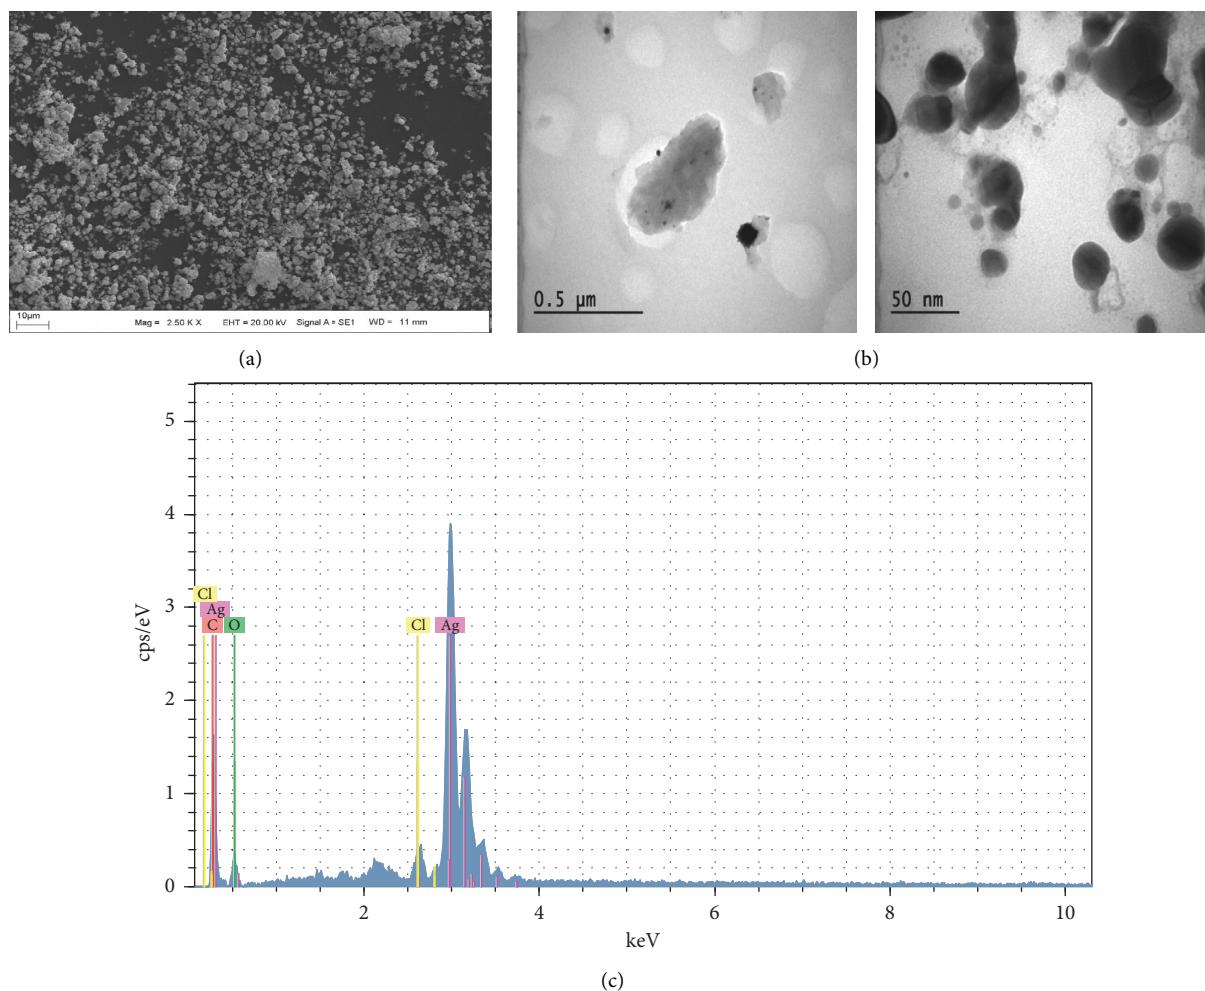 10µm
Mag = 2.50 K X EHT = 20.00 kV Signal A = SE1 WD = 11 mm
0.5 µm
50 nm
(a)
(b)
5
4
3
2
1
0
cps/eV
Cl
Ag
C
O
Cl
Ag
2
4
6
8
10
keV
(c)